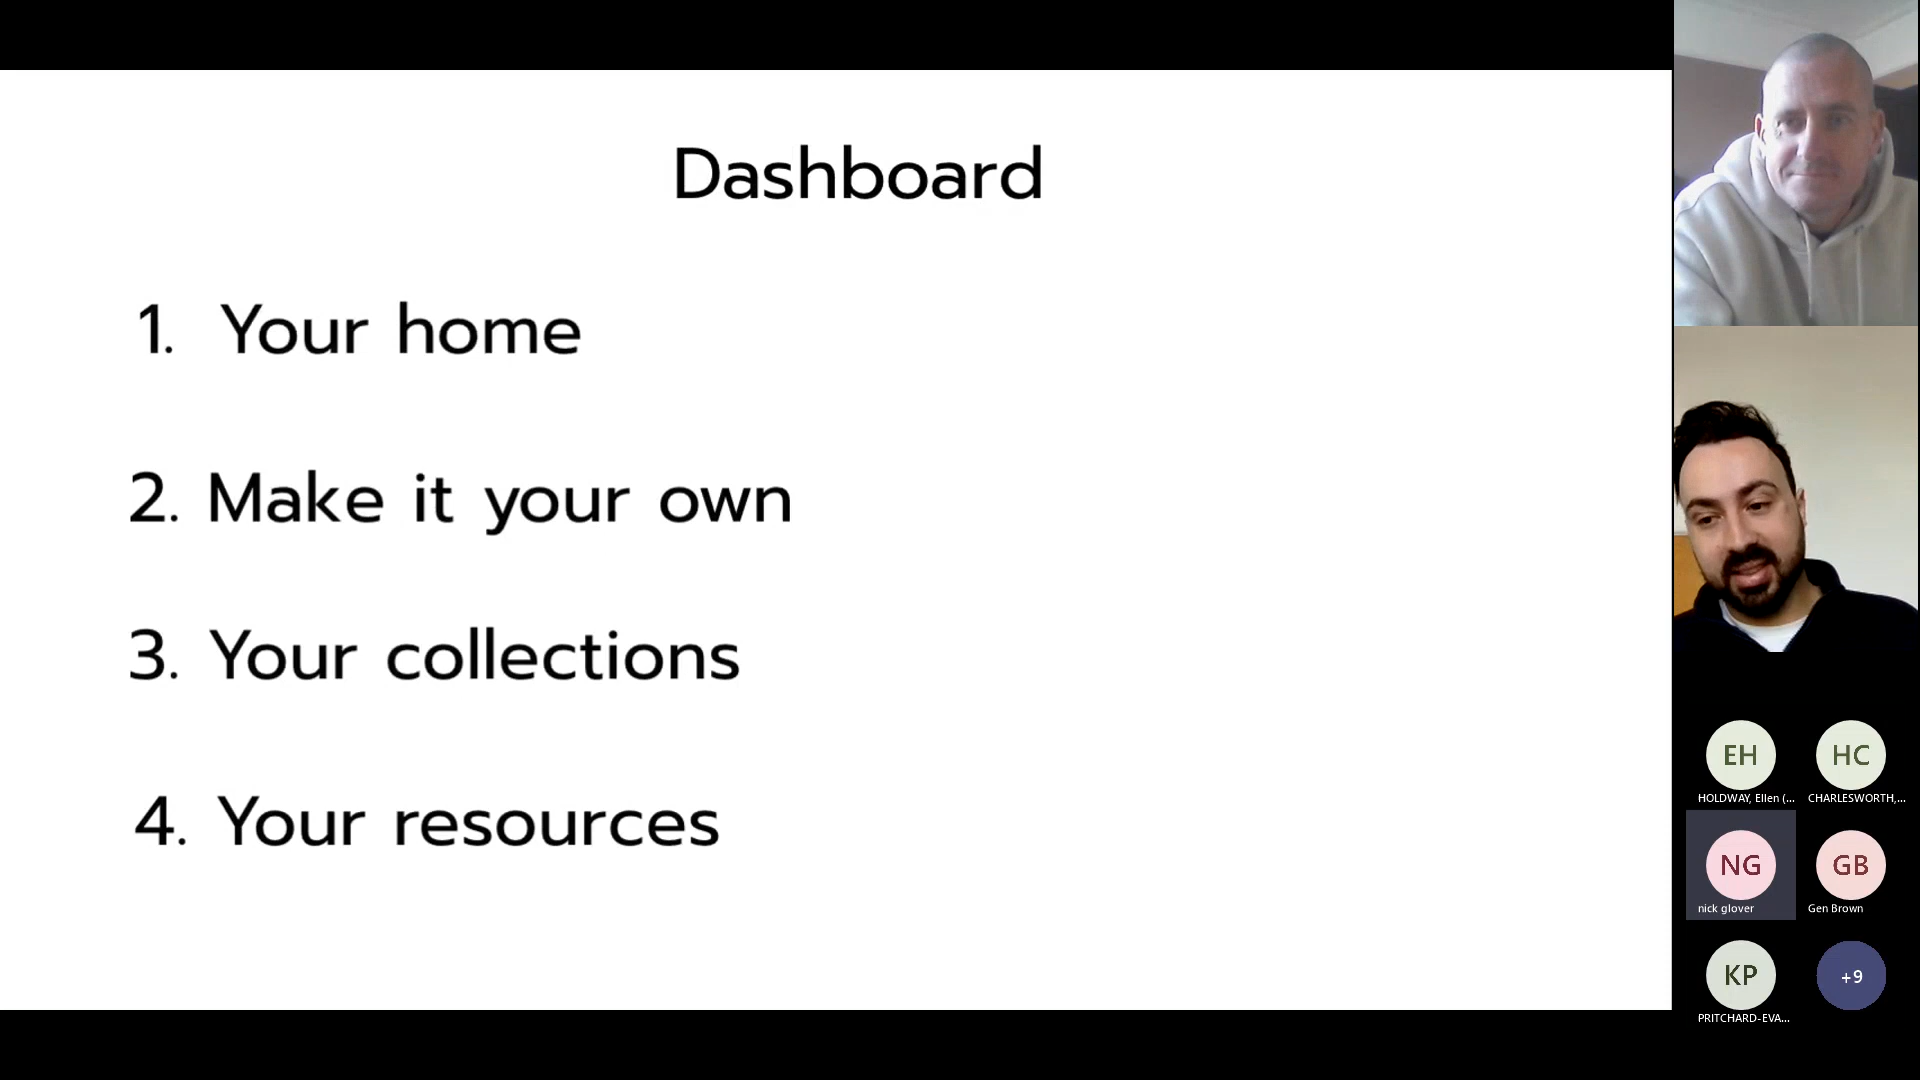 Dashboard
1. Your home
2. Make it your own
3. Your collections
4. Your resources
EH
HC
HOLDWAY, Ellen (...
CHARLESWORTH,...
NG
GB
nick glover
Gen Brown
KP
+9
PRITCHARD-EVA...